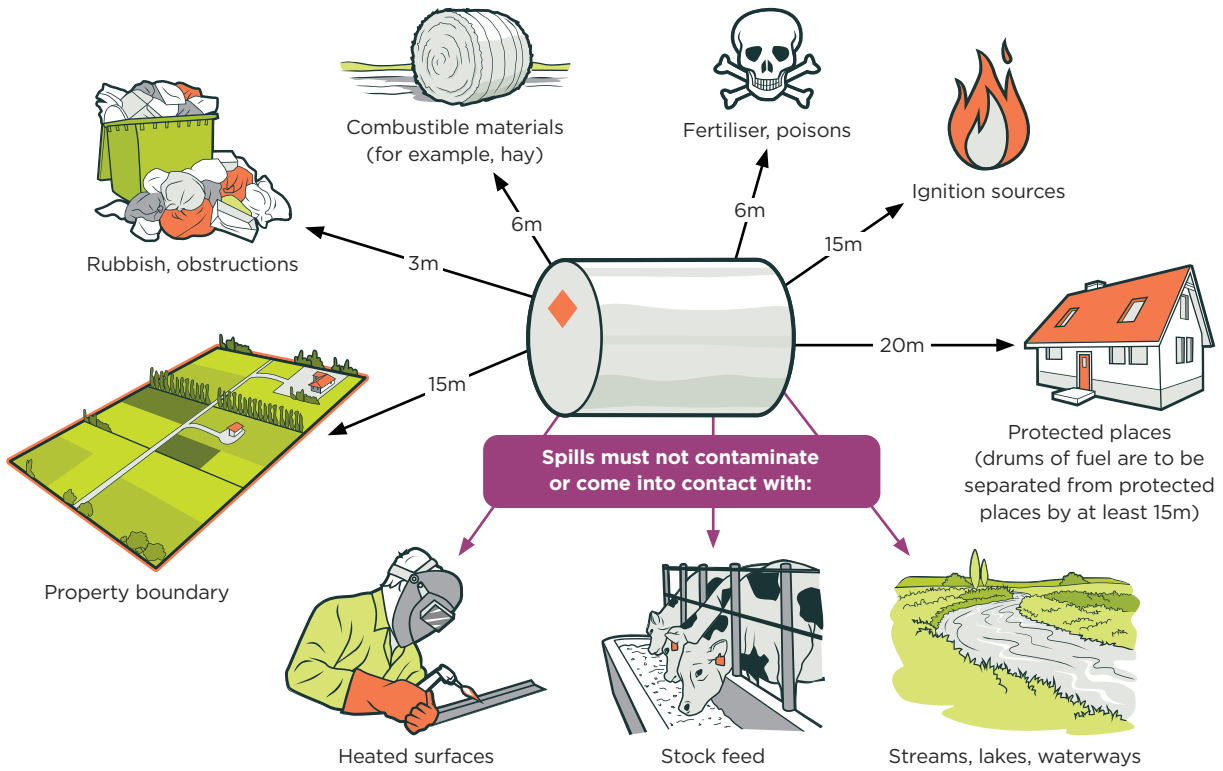 Combustible materials
(for example, hay)
Fertiliser, poisons
Ignition sources
Rubbish, obstructions
6m
6m
15m
3m
20m
15m
Protected places
(drums of fuel are to be
separated from protected
places by at least 15m)
Spills must not contaminate
or come into contact with:
Property boundary
Heated surfaces
Stock feed
Streams, lakes, waterways